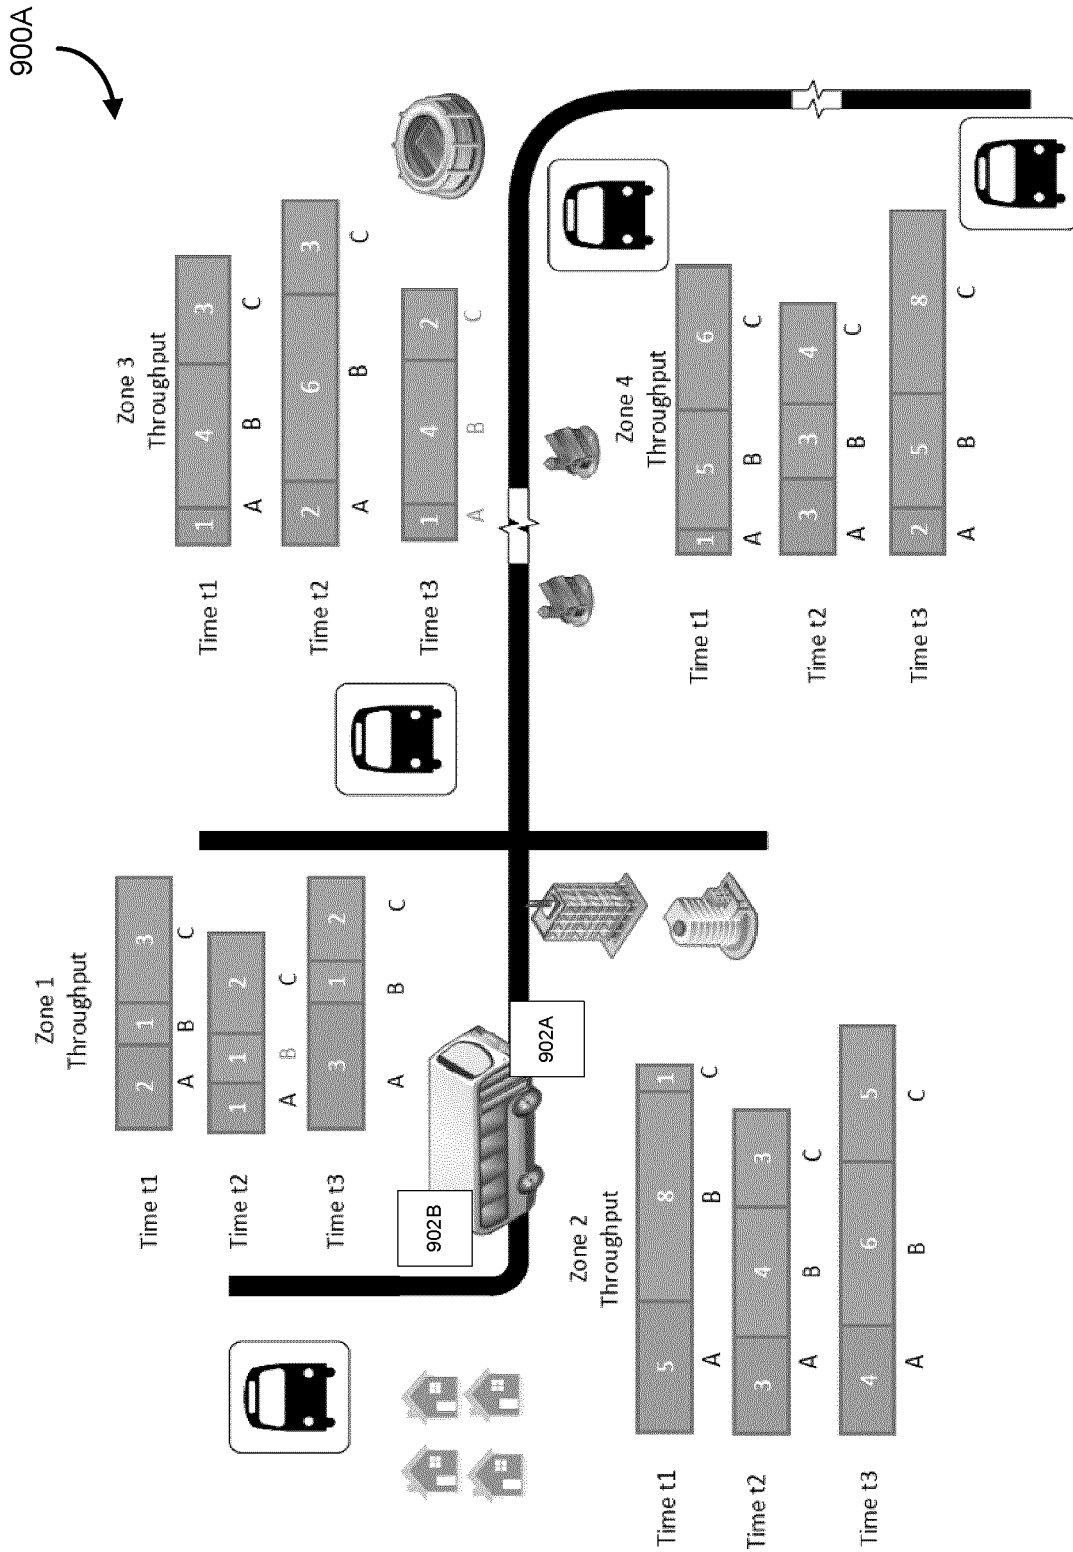 900A
Zone 1
Throughput
Time t1 2 1 3
A B C
Time t2 1 1 2
A B C
Time t3 3 1 2
A B C
Zone 3
Throughput
Time t1 1 4 3
A B C
Time t2 2 6 3
A B C
Time t3 1 4 2
A B C
902B
902A
Zone 2
Throughput
Time t1 5 8 1
A B C
Time t2 3 4 3
A B C
Time t3 4 6 5
A B C
Zone 4
Throughput
Time t1 1 5 6
A B C
Time t2 3 3 4
A B C
Time t3 2 5 8
A B C